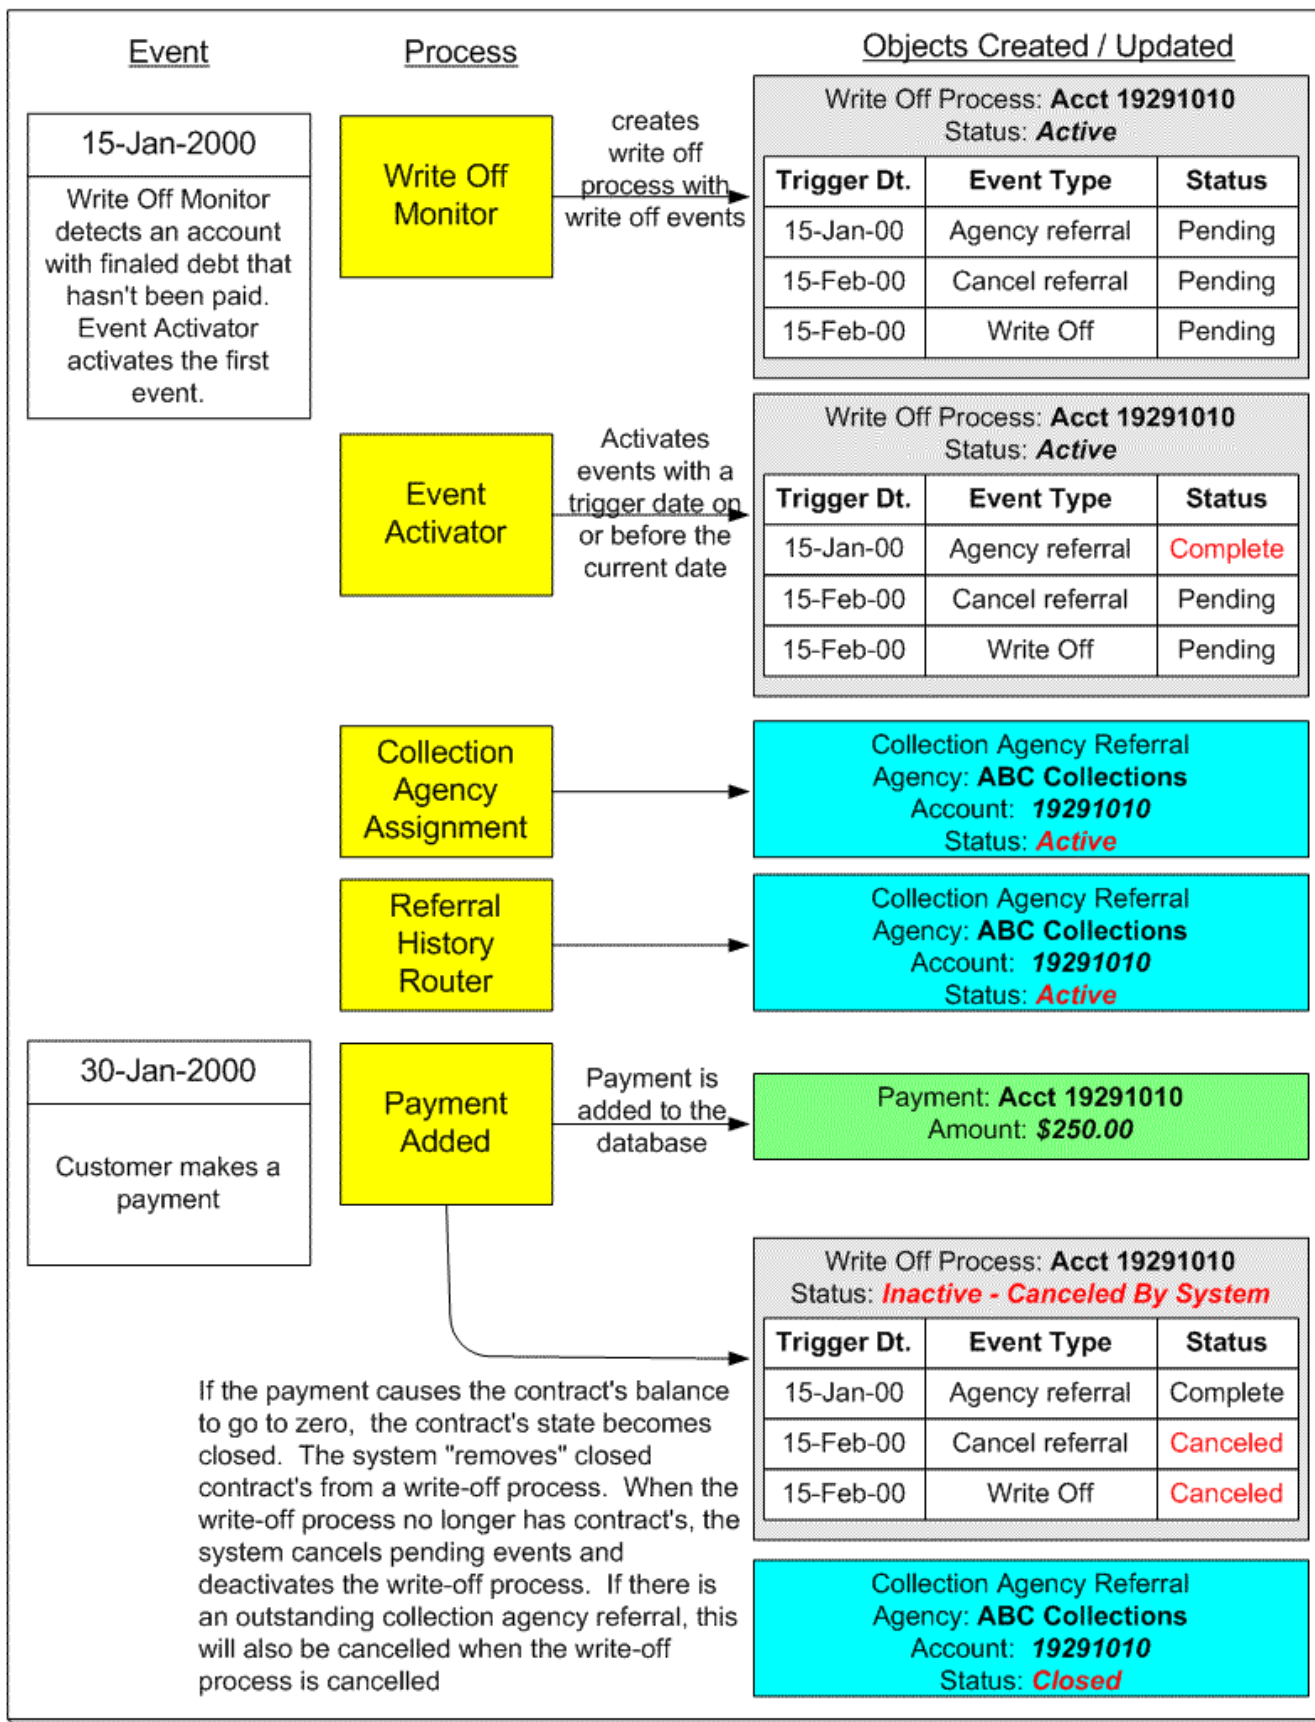 Event
Process
Objects Created / Updated
15-Jan-2000
Write Off Monitor
detects an account
with finaled debt that
hasn't been paid.
Event Activator
activates the first
event.
Write Off
Monitor
creates
write off
process with
write off events
Write Off Process: Acct 19291010
Status: Active
Trigger Dt. Event Type Status
15-Jan-00 Agency referral Pending
15-Feb-00 Cancel referral Pending
15-Feb-00 Write Off Pending
Event
Activator
Activates
events with a
trigger date on
or before the
current date
Write Off Process: Acct 19291010
Status: Active
Trigger Dt. Event Type Status
15-Jan-00 Agency referral Complete
15-Feb-00 Cancel referral Pending
15-Feb-00 Write Off Pending
Collection
Agency
Assignment
Collection Agency Referral
Agency: ABC Collections
Account: 19291010
Status: Active
Referral
History
Router
Collection Agency Referral
Agency: ABC Collections
Account: 19291010
Status: Active
30-Jan-2000
Customer makes a
payment
Payment
Added
Payment is
added to the
database
Payment: Acct 19291010
Amount: $250.00
Write Off Process: Acct 19291010
Status: Inactive - Canceled By System
Trigger Dt. Event Type Status
15-Jan-00 Agency referral Complete
15-Feb-00 Cancel referral Canceled
15-Feb-00 Write Off Canceled
If the payment causes the contract's balance
to go to zero, the contract's state becomes
closed. The system "removes" closed
contract's from a write-off process. When the
write-off process no longer has contract's, the
system cancels pending events and
deactivates the write-off process. If there is
an outstanding collection agency referral, this
will also be cancelled when the write-off
process is cancelled
Collection Agency Referral
Agency: ABC Collections
Account: 19291010
Status: Closed